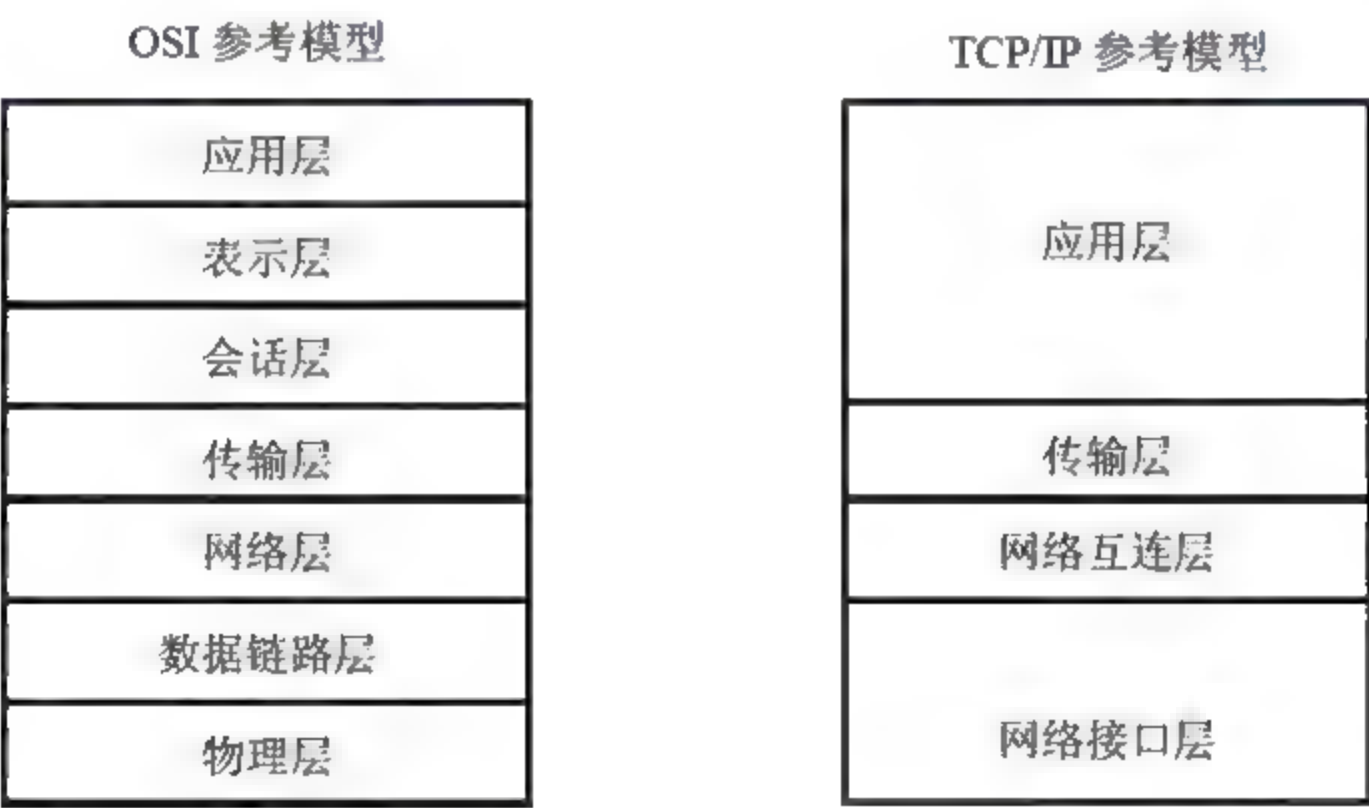 OSI 参考模型
应用层
表示层
会话层
传输层
网络层
数据链路层
物理层
TCP/IP 参考模型
应用层
传输层
网络互连层
网络接口层